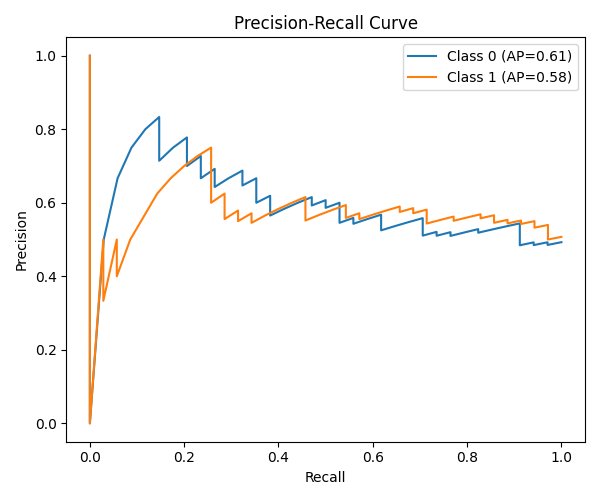 Precision-Recall Curve
Class 0 (AP=0.61)
Class 1 (AP=0.58)
Precision
1.0
0.8
0.6
0.4
0.2
0.0
0.0 0.2 0.4 0.6 0.8 1.0
Recall